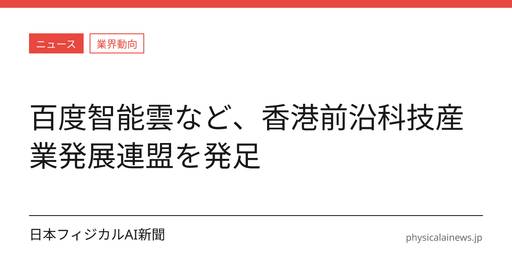 ニュース 業界動向
百度智能雲など、香港前沿科技産
業発展連盟を発足
日本フィジカルAI新聞
physicalainews.jp